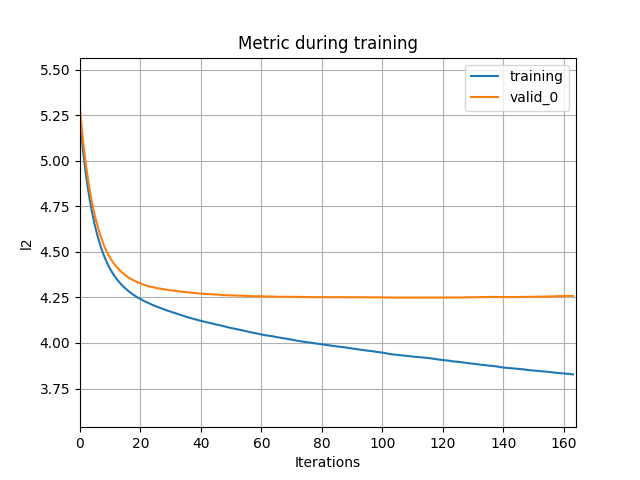 Metric during training
5.50
5.25
5.00
4.75
4.50
4.25
4.00
3.75
l2
training
valid_0
0 20 40 60 80 100 120 140 160
Iterations